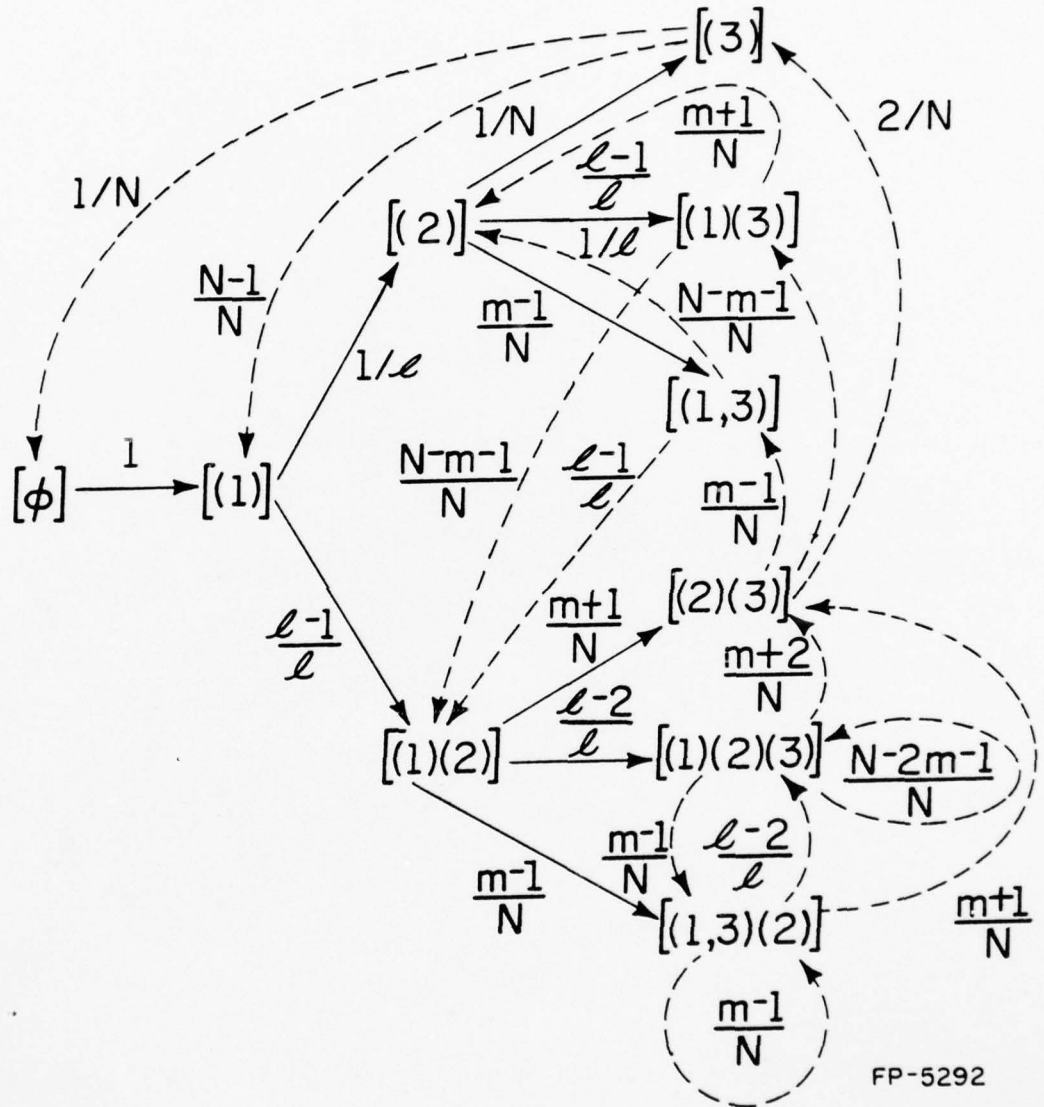 [(3)]
1/N
2/N
m+1
N
1/N
ℓ-1
ℓ
[(2)]
1/ℓ
[(1)(3)]
N-1
N
m-1
N
N-m-1
N
1/ℓ
[(1,3)]
N-m-1
N
ℓ-1
ℓ
m-1
N
[ϕ]
1
[(1)]
[(2)(3)]
ℓ-1
ℓ
m+1
N
m+2
N
ℓ-2
ℓ
[(1)(2)]
[(1)(2)(3)]
N-2m-1
N
m-1
N
m-1
N
ℓ-2
ℓ
[(1,3)(2)]
m+1
N
m-1
N
FP-5292